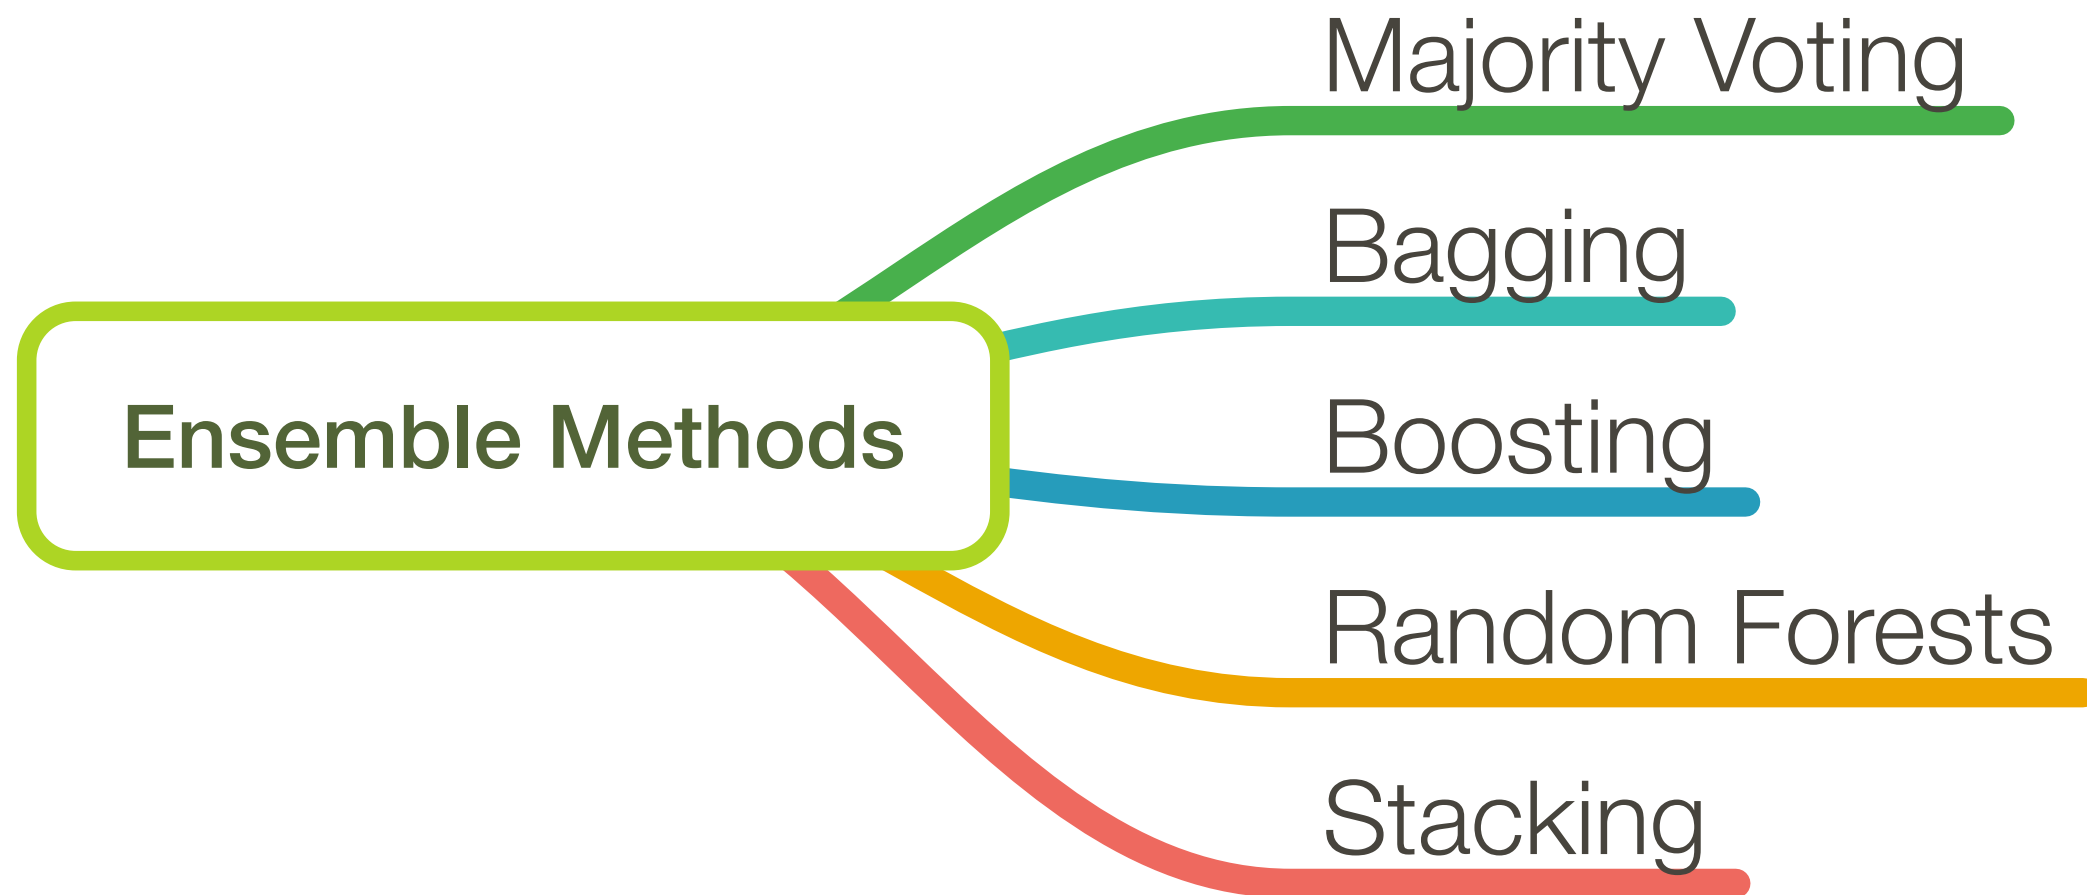 Majority Voting
Bagging
Boosting
Ensemble Methods
Random Forests
Stacking